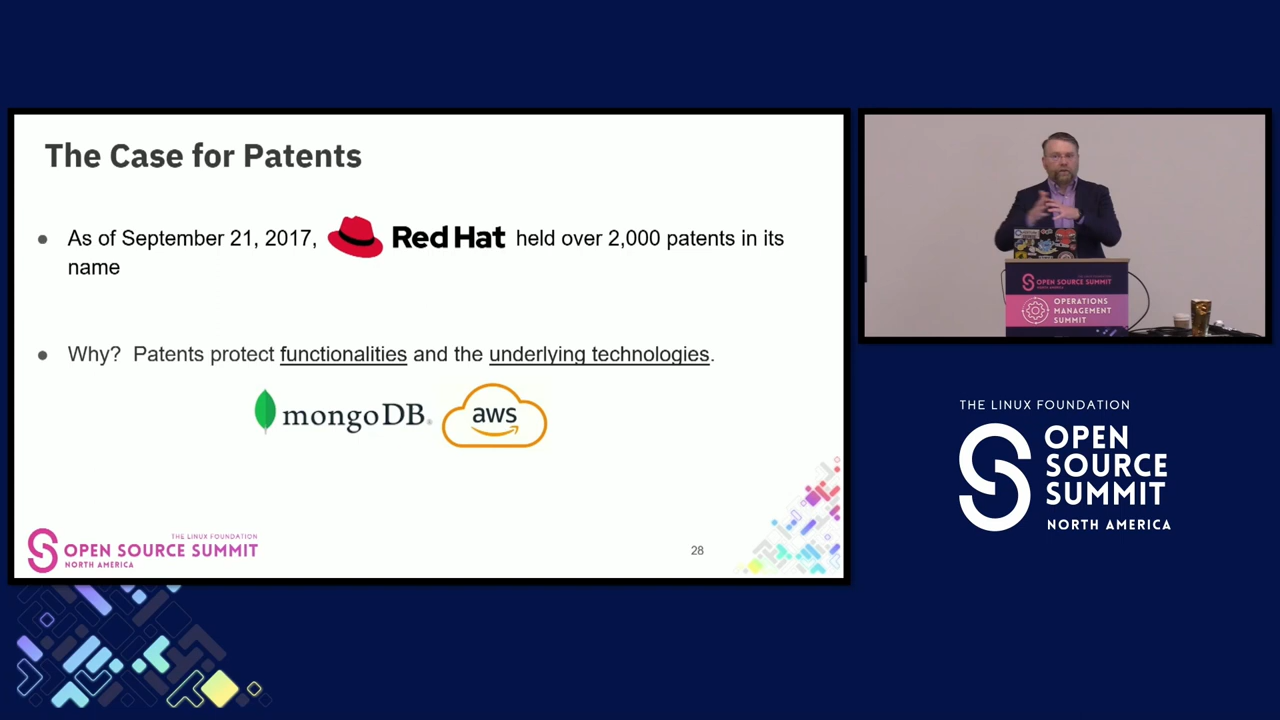 The Case for Patents
● As of September 21, 2017, Red Hat held over 2,000 patents in its
name
● Why? Patents protect functionalities and the underlying technologies.
mongoDB®
aws
THE LINUX FOUNDATION
OPEN SOURCE SUMMIT
NORTH AMERICA
28
OPEN SOURCE SUMMIT
NORTH AMERICA
OPERATIONS
MANAGEMENT
SUMMIT
THE LINUX FOUNDATION
OPEN
SOURCE
SUMMIT
NORTH AMERICA